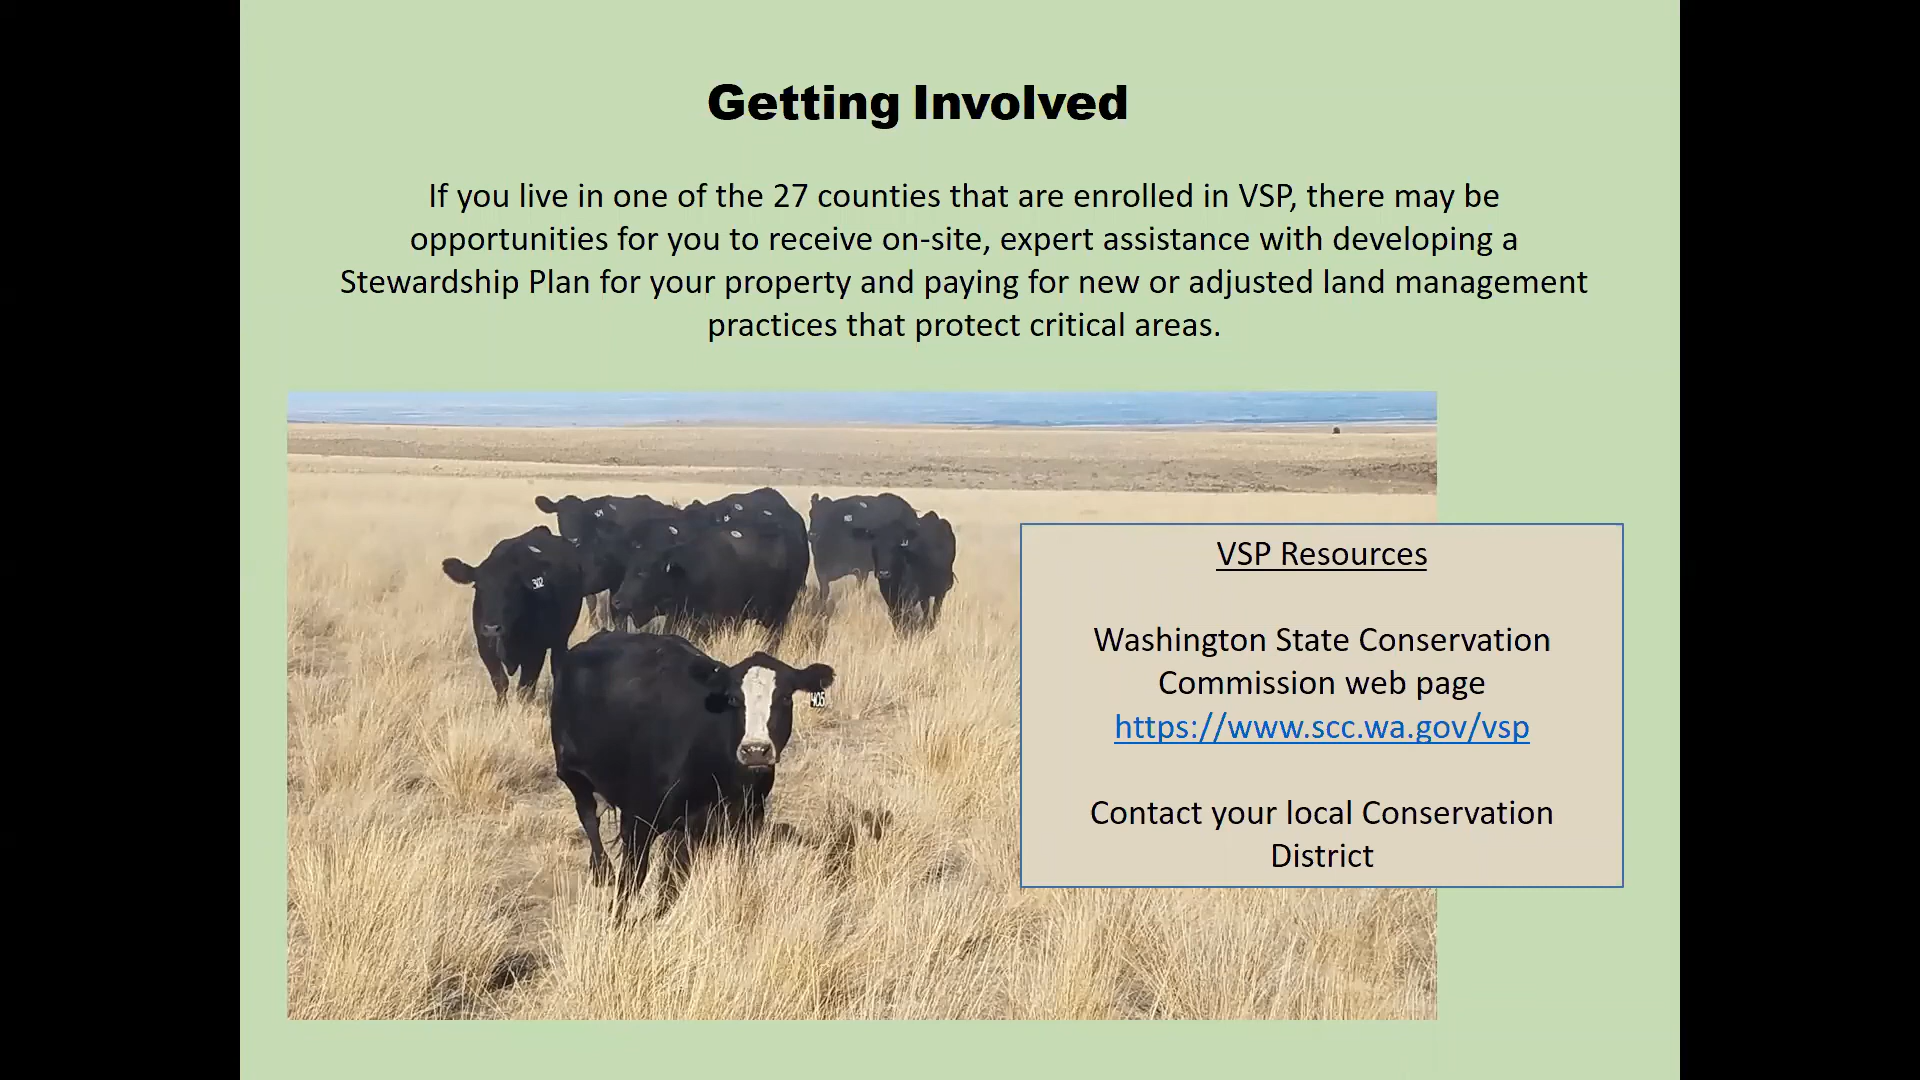 Getting Involved
If you live in one of the 27 counties that are enrolled in VSP, there may be
opportunities for you to receive on-site, expert assistance with developing a
Stewardship Plan for your property and paying for new or adjusted land management
practices that protect critical areas.
302
405
VSP Resources
Washington State Conservation
Commission web page
https://www.scc.wa.gov/vsp
Contact your local Conservation
District